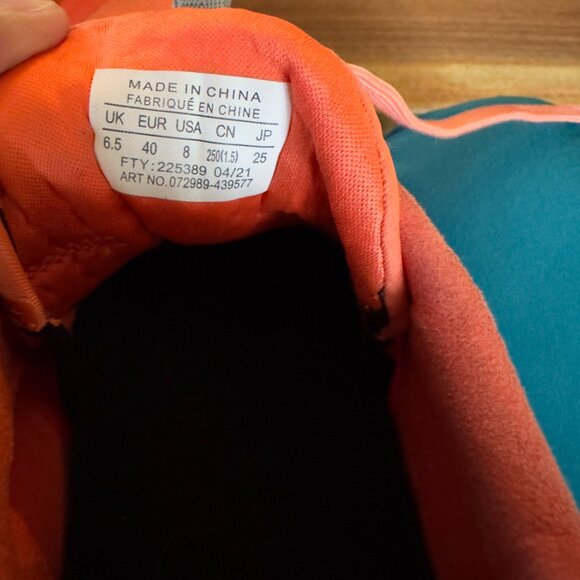 MADE IN CHINA
FABRIQUÉ EN CHINE
UK EUR USA CN JP
6.5 40 8 250(1.5) 25
FTY: 225389 04/21
ART NO. 072989-439577